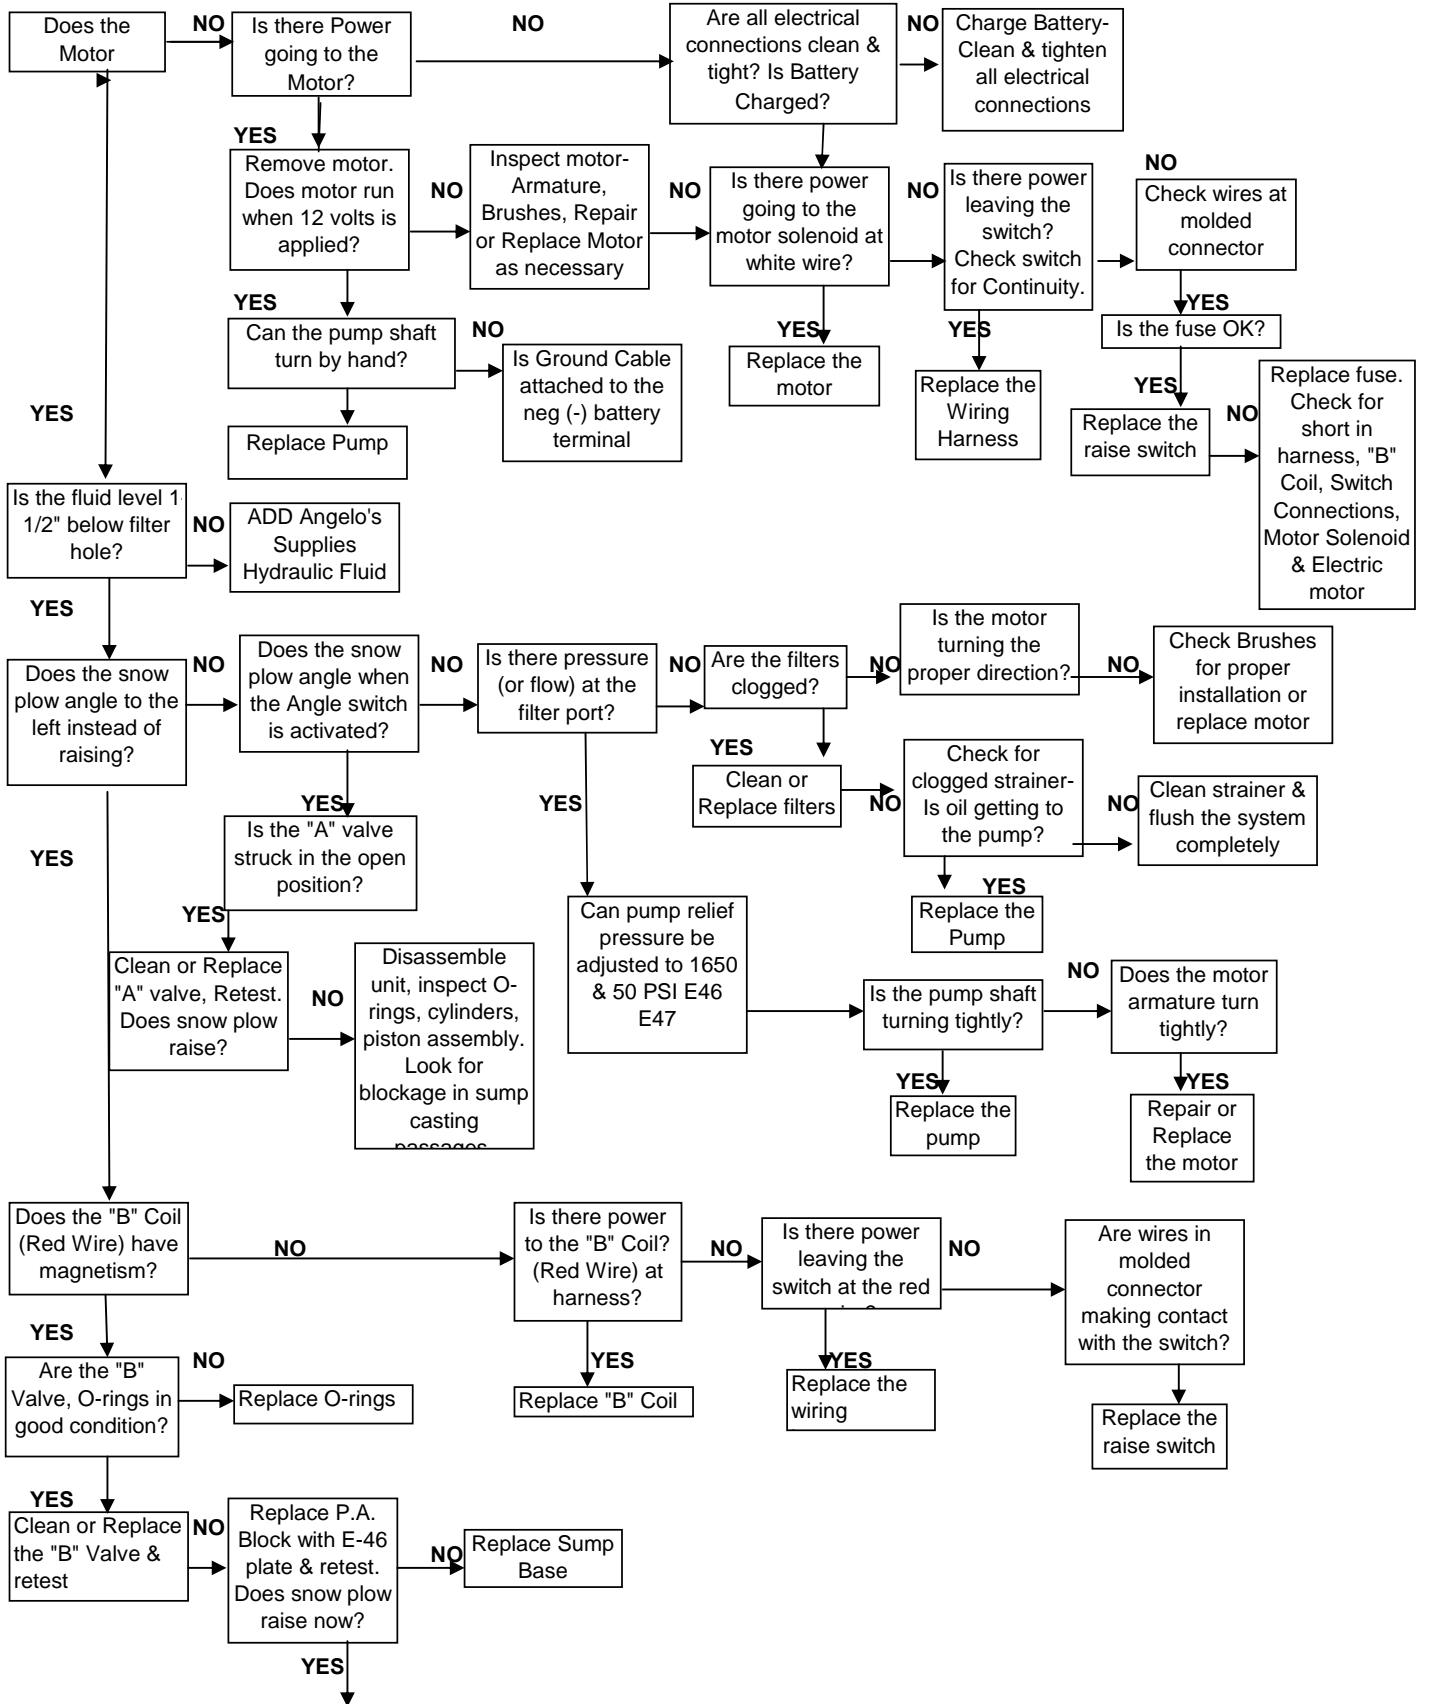 Does the
Motor
NO
Is there Power
going to the
Motor?
NO
Are all electrical
connections clean &
tight? Is Battery
Charged?
NO
Charge Battery-
Clean & tighten
all electrical
connections
YES
Remove motor.
Does motor run
when 12 volts is
applied?
NO
Inspect motor-
Armature,
Brushes, Repair
or Replace Motor
as necessary
NO
Is there power
going to the
motor solenoid at
white wire?
NO
Is there power
leaving the
switch?
Check switch
for Continuity.
NO
Check wires at
molded
connector
YES
Can the pump shaft
turn by hand?
NO
Is Ground Cable
attached to the
neg (-) battery
terminal
YES
Replace the
motor
YES
Replace the
Wiring
Harness
YES
Is the fuse OK?
YES
Replace the
raise switch
NO
Replace fuse.
Check for
short in
harness, "B"
Coil, Switch
Connections,
Motor Solenoid
& Electric
motor
YES
Replace Pump
Is the fluid level 1-
1/2" below filter
hole?
NO
ADD Angelo's
Supplies
Hydraulic Fluid
YES
Does the snow
plow angle to the
left instead of
raising?
NO
Does the snow
plow angle when
the Angle switch
is activated?
NO
Is there pressure
(or flow) at the
filter port?
NO
Are the filters
clogged?
NO
Is the motor
turning the
proper direction?
NO
Check Brushes
for proper
installation or
replace motor
YES
Clean or
Replace filters
NO
Check for
clogged strainer-
Is oil getting to
the pump?
NO
Clean strainer &
flush the system
completely
YES
Replace the
Pump
YES
Is the "A" valve
struck in the open
position?
YES
YES
YES
Clean or Replace
"A" valve, Retest.
Does snow plow
raise?
NO
Disassemble
unit, inspect O-
rings, cylinders,
piston assembly.
Look for
blockage in sump
casting
passages
Can pump relief
pressure be
adjusted to 1650
& 50 PSI E46
E47
Is the pump shaft
turning tightly?
NO
Does the motor
armature turn
tightly?
YES
Replace the
pump
YES
Repair or
Replace
the motor
Does the "B" Coil
(Red Wire) have
magnetism?
NO
Is there power
to the "B" Coil?
(Red Wire) at
harness?
NO
Is there power
leaving the
switch at the red
NO
Are wires in
molded
connector
making contact
with the switch?
YES
Are the "B"
Valve, O-rings in
good condition?
NO
Replace O-rings
YES
Replace "B" Coil
YES
Replace the
wiring
Replace the
raise switch
YES
Clean or Replace
the "B" Valve &
retest
NO
Replace P.A.
Block with E-46
plate & retest.
Does snow plow
raise now?
NO
Replace Sump
Base
YES